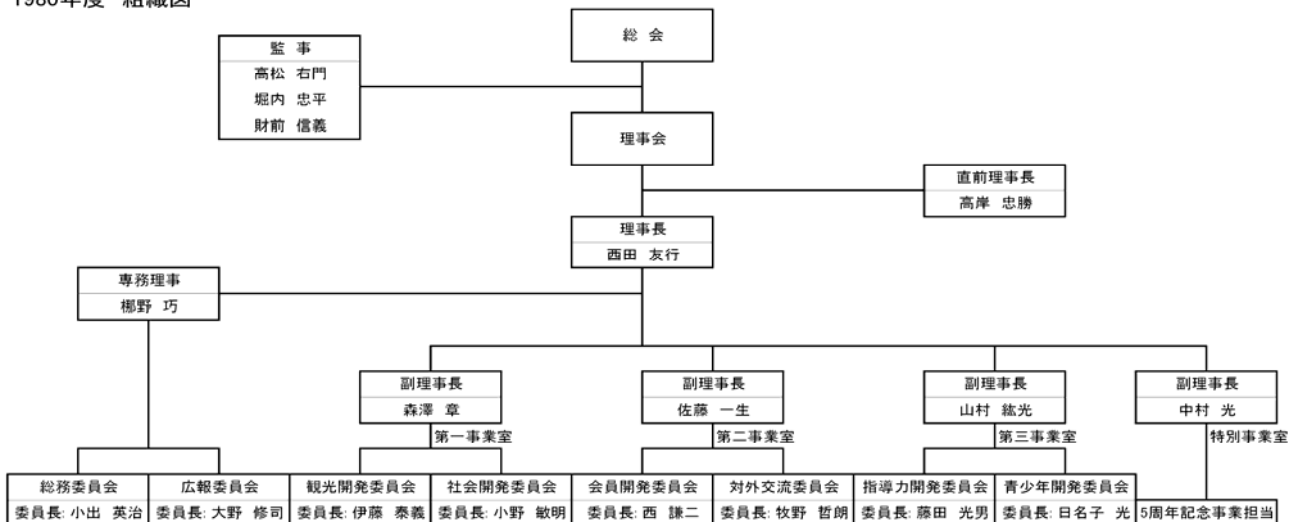 1980年度 組織図
総 会
監 事
高松 右門
堀内 忠平
財前 信義
理事会
直前理事長
高岸 忠勝
理事長
西田 友行
専務理事
梛野 巧
副理事長
森澤 章
副理事長
佐藤 一生
副理事長
山村 紘光
副理事長
中村 光
第一事業室
第二事業室
第三事業室
特別事業室
総務委員会
委員長: 小出 英治
広報委員会
委員長: 大野 修司
観光開発委員会
委員長: 伊藤 泰義
社会開発委員会
委員長: 小野 敏明
会員開発委員会
委員長: 西 謙二
対外交流委員会
委員長: 牧野 哲朗
指導力開発委員会
委員長: 藤田 光男
青少年開発委員会
委員長: 日名子 光
5周年記念事業担当